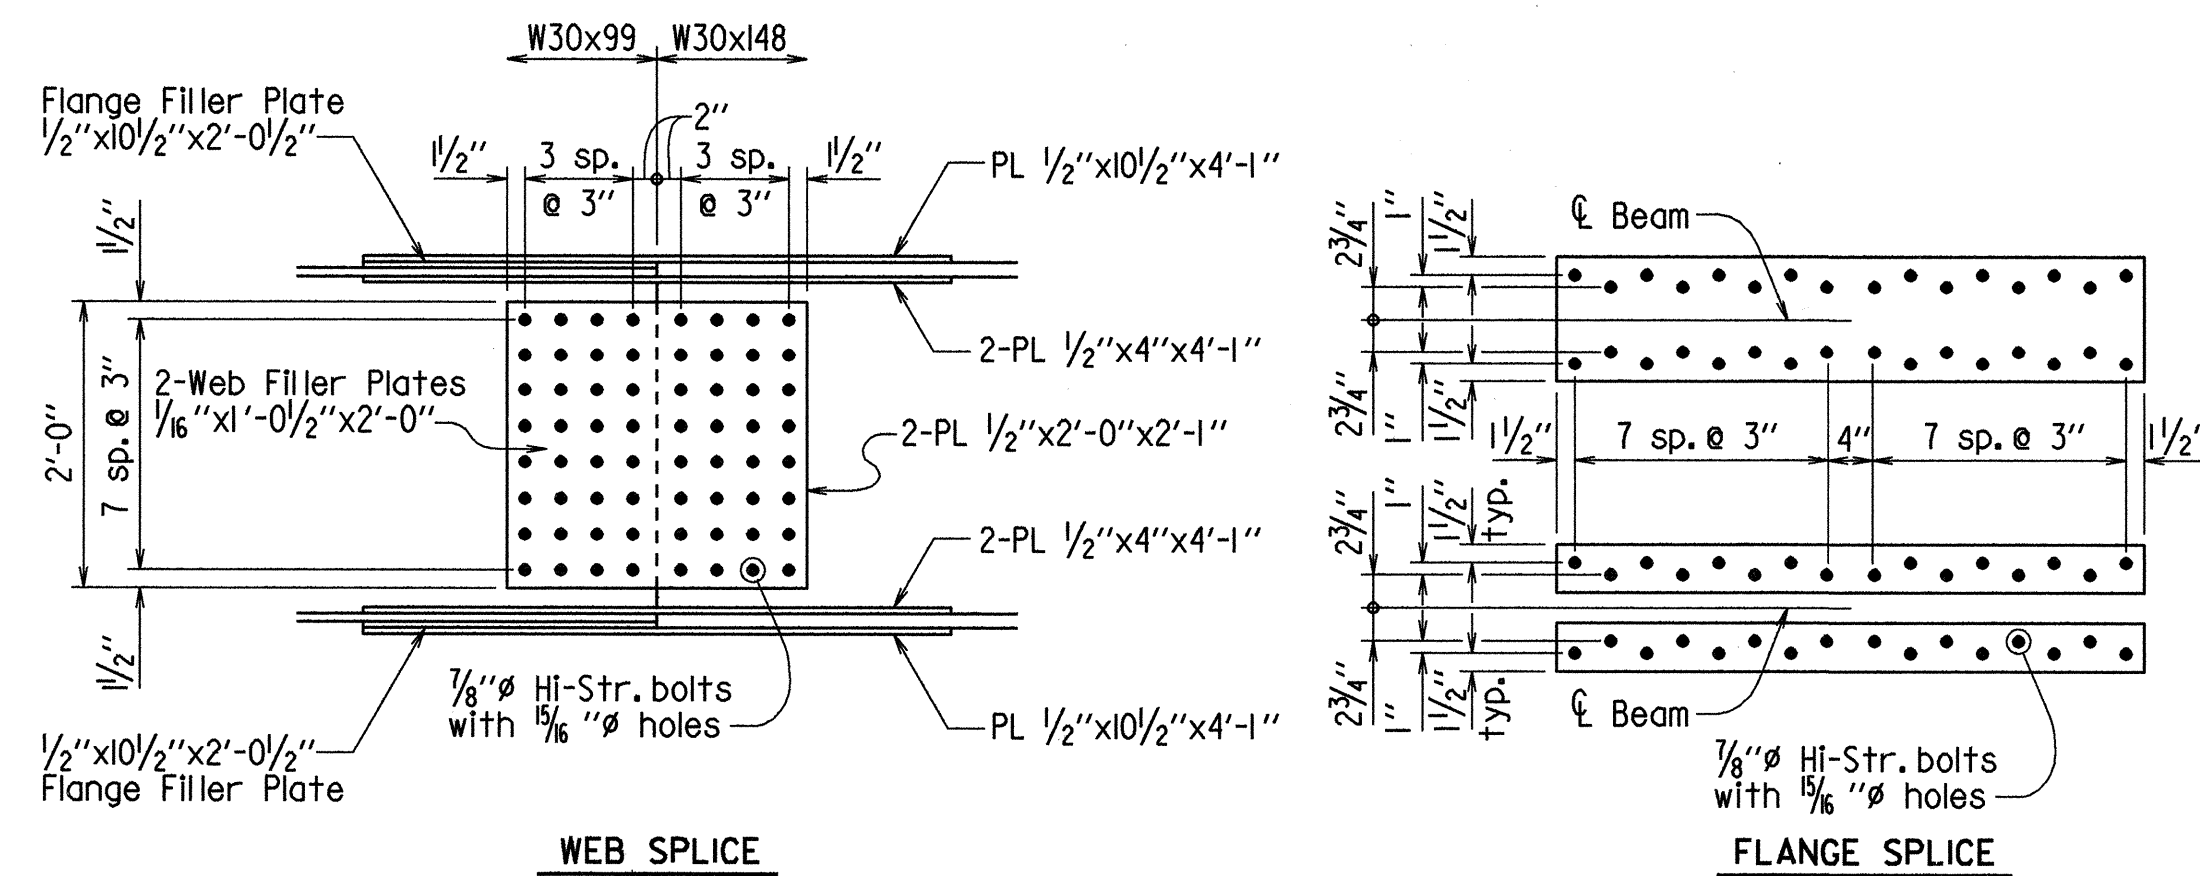 W30x99
W30x148
Flange Filler Plate
1/2"x10 1/2"x2'-0 1/2"
2"
1 1/2"
3 sp.
@ 3"
3 sp.
@ 3"
1 1/2"
PL 1/2"x10 1/2"x4'-1"
1 1/2"
2-PL 1/2"x4"x4'-1"
2'-0"
7 sp. @ 3"
2-Web Filler Plates
1/16"x1'-0 1/2"x2'-0"
2-PL 1/2"x2'-0"x2'-1"
2-PL 1/2"x4"x4'-1"
1 1/2"
7/8"ø Hi-Str. bolts
with 15/16 "ø holes
PL 1/2"x10 1/2"x4'-1"
1/2"x10 1/2"x2'-0 1/2"
Flange Filler Plate
WEB SPLICE
2 3/4"
1"
1 1/2"
℄ Beam
2 3/4"
1"
1 1/2"
1 1/2"
7 sp. @ 3"
4"
7 sp. @ 3"
1 1/2"
2 3/4"
1"
1 1/2"
typ.
2 3/4"
1"
1 1/2"
typ.
℄ Beam
7/8"ø Hi-Str. bolts
with 15/16 "ø holes
FLANGE SPLICE